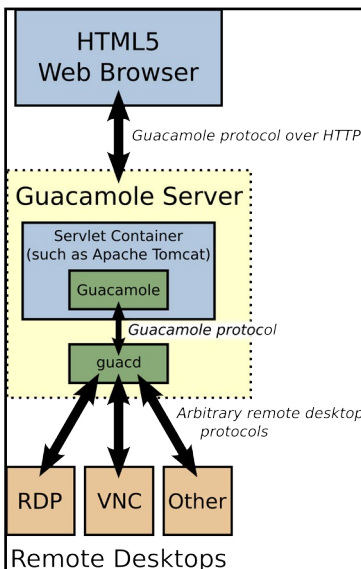 HTML5
Web Browser
Guacamole protocol over HTTP
Guacamole Server
Servlet Container
(such as Apache Tomcat)
Guacamole
Guacamole protocol
guacd
Arbitrary remote desktop
protocols
RDP
VNC
Other
Remote Desktops